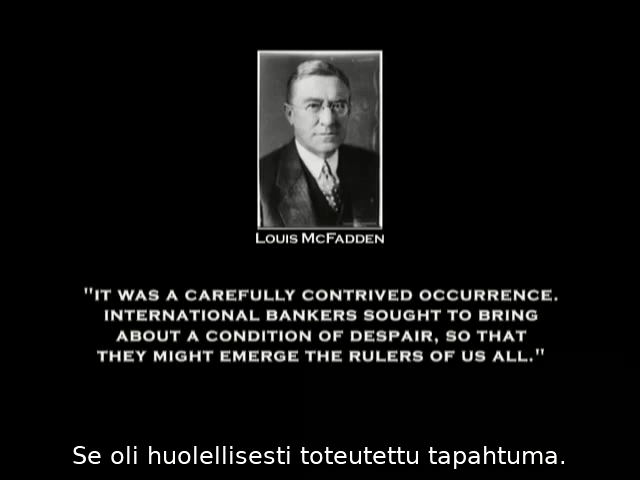 LOUIS MCFADDEN
"IT WAS A CAREFULLY CONTRIVED OCCURRENCE.
INTERNATIONAL BANKERS SOUGHT TO BRING
ABOUT A CONDITION OF DESPAIR, SO THAT
THEY MIGHT EMERGE THE RULERS OF US ALL."
Se oli huolellisesti toteutettu tapahtuma.